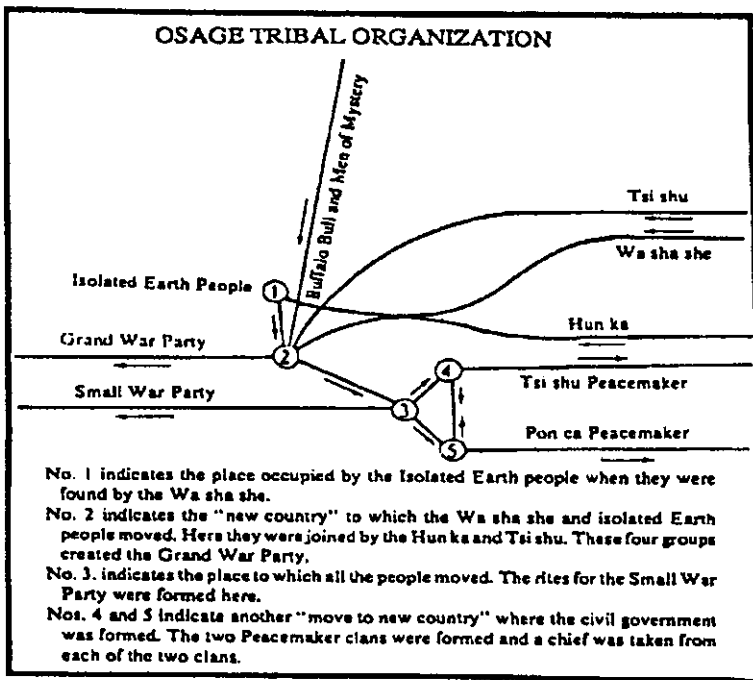 OSAGE TRIBAL ORGANIZATION
Buffalo Bull and Men of Mystery
Tsi shu
Wa sha she
Isolated Earth People
1
Hun ka
Grand War Party
2
4
Tsi shu Peacemaker
Small War Party
3
Pon ca Peacemaker
5
No. 1 indicates the place occupied by the Isolated Earth people when they were
found by the Wa sha she.
No. 2 indicates the "new country" to which the Wa sha she and isolated Earth
people moved. Here they were joined by the Hun ka and Tsi shu. These four groups
created the Grand War Party.
No. 3. indicates the place to which all the people moved. The rites for the Small War
Party were formed here.
Nos. 4 and 5 indicate another "move to new country" where the civil government
was formed. The two Peacemaker clans were formed and a chief was taken from
each of the two clans.